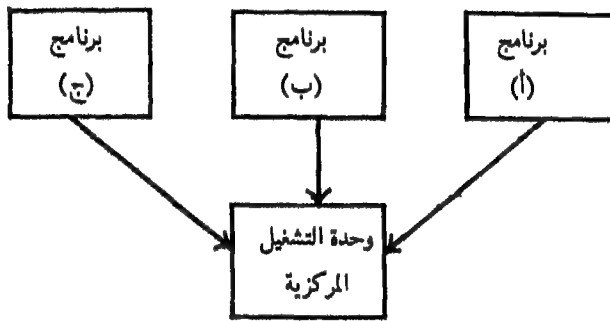 برنامج
(أ)
برنامج
(ب)
برنامج
(ج)
وحدة التشغيل
المركزية